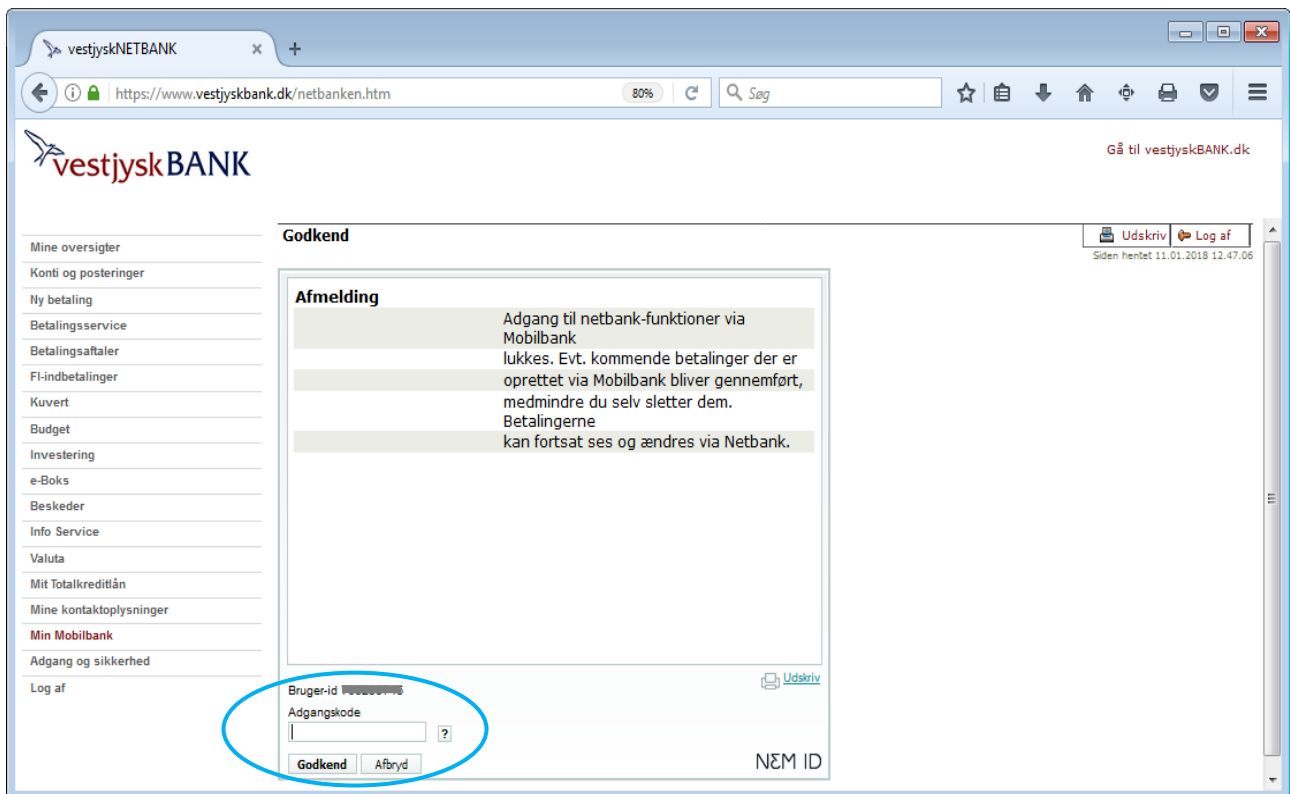 vestjyskNETBANK
https://www.vestjyskbank.dk/netbanken.htm
80%
Søg
vestjyskBANK
Gå til vestjyskBANK.dk
Mine oversigter
Konti og posteringer
Ny betaling
Betalingsservice
Betalingsaftaler
FI-indbetalinger
Kuvert
Budget
Investering
e-Boks
Beskeder
Info Service
Valuta
Mit Totalkreditlån
Mine kontaktoplysninger
Min Mobilbank
Adgang og sikkerhed
Log af
Godkend
Udskriv
Log af
Siden hentet 11.01.2018 12.47.06
Afmelding
Adgang til netbank-funktioner via
Mobilbank
lukkes. Evt. kommende betalinger der er
oprettet via Mobilbank bliver gennemført,
medmindre du selv sletter dem.
Betalingerne
kan fortsat ses og ændres via Netbank.
Udskriv
Bruger-id
Adgangskode
?
Godkend
Afbryd
NEM ID